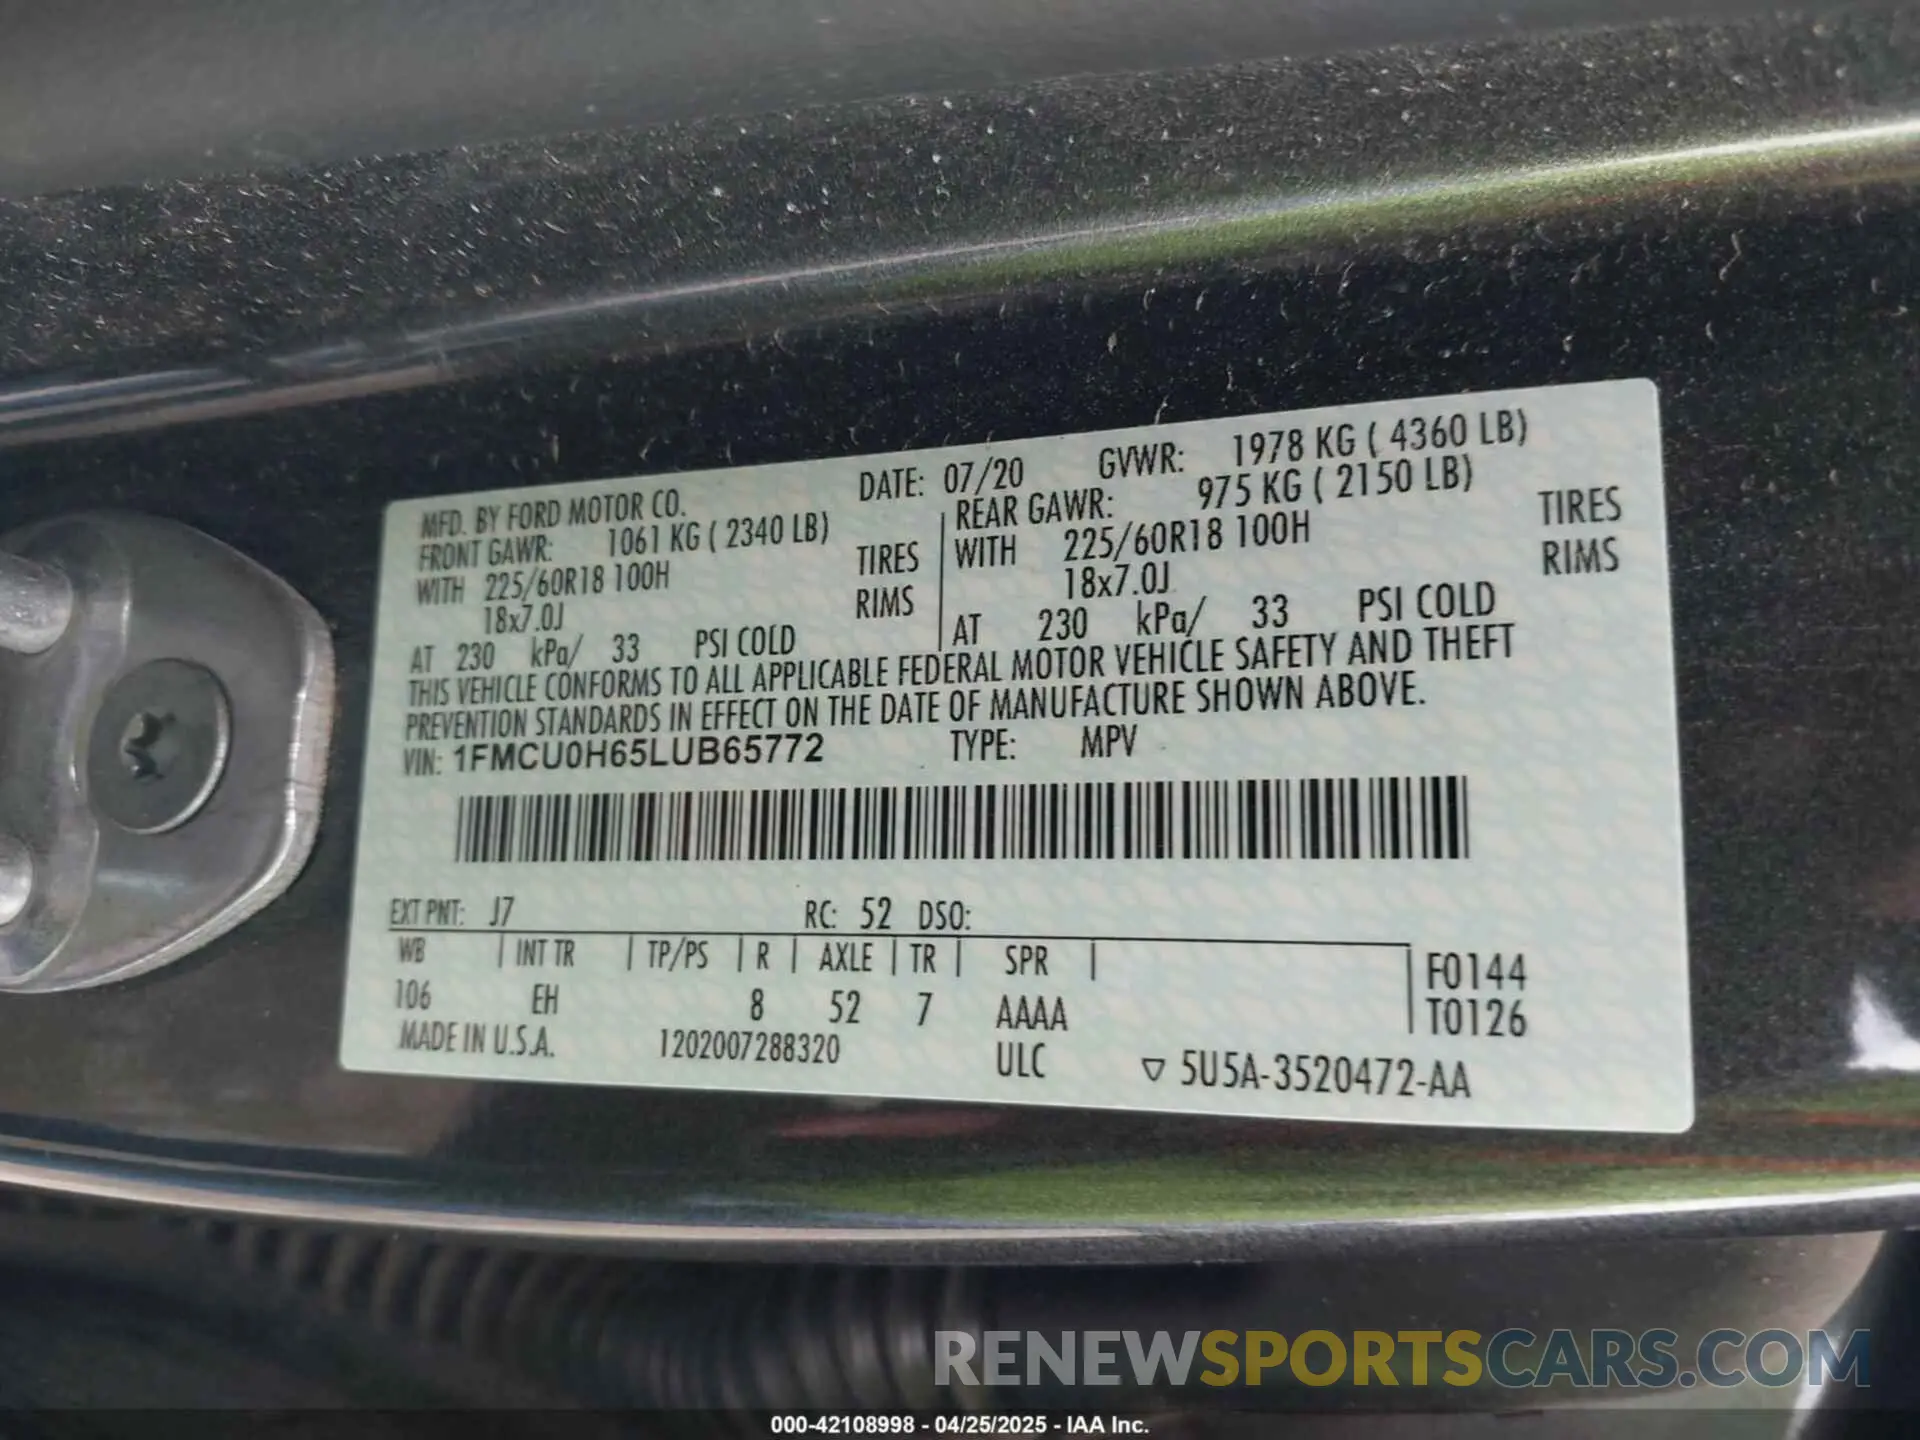 MFD. BY FORD MOTOR CO. DATE: 07/20 GVWR: 1978 KG ( 4360 LB)
FRONT GAWR: 1061 KG ( 2340 LB) REAR GAWR: 975 KG ( 2150 LB)
WITH 225/60R18 100H TIRES WITH 225/60R18 100H TIRES
18x7.0J RIMS 18x7.0J RIMS
AT 230 kPa/ 33 PSI COLD AT 230 kPa/ 33 PSI COLD
THIS VEHICLE CONFORMS TO ALL APPLICABLE FEDERAL MOTOR VEHICLE SAFETY AND THEFT
PREVENTION STANDARDS IN EFFECT ON THE DATE OF MANUFACTURE SHOWN ABOVE.
VIN: 1FMCU0H65LUB65772 TYPE: MPV
EXT PNT: J7 RC: 52 DSO:
WB INT TR TP/PS R AXLE TR SPR F0144
106 EH 8 52 7 AAAA T0126
MADE IN U.S.A. 1202007288320 ULC ▽ 5U5A-3520472-AA
RENEWSPORTSCARS.COM
000-42108998 - 04/25/2025 - IAA Inc.